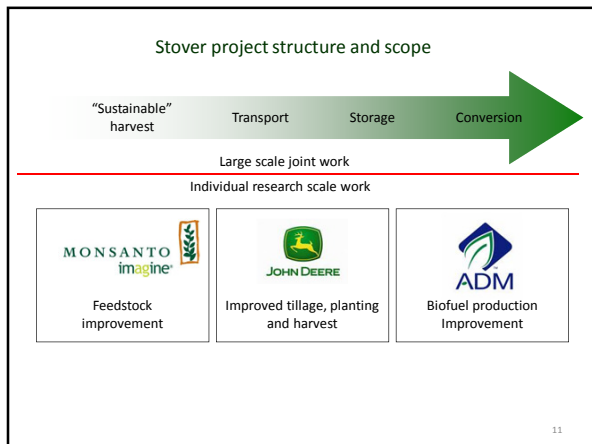 Stover project structure and scope
“Sustainable”
harvest
Transport
Storage
Conversion
Large scale joint work
Individual research scale work
MONSANTO
imagine®
Feedstock
improvement
JOHN DEERE
Improved tillage, planting
and harvest
ADM
Biofuel production
Improvement
11